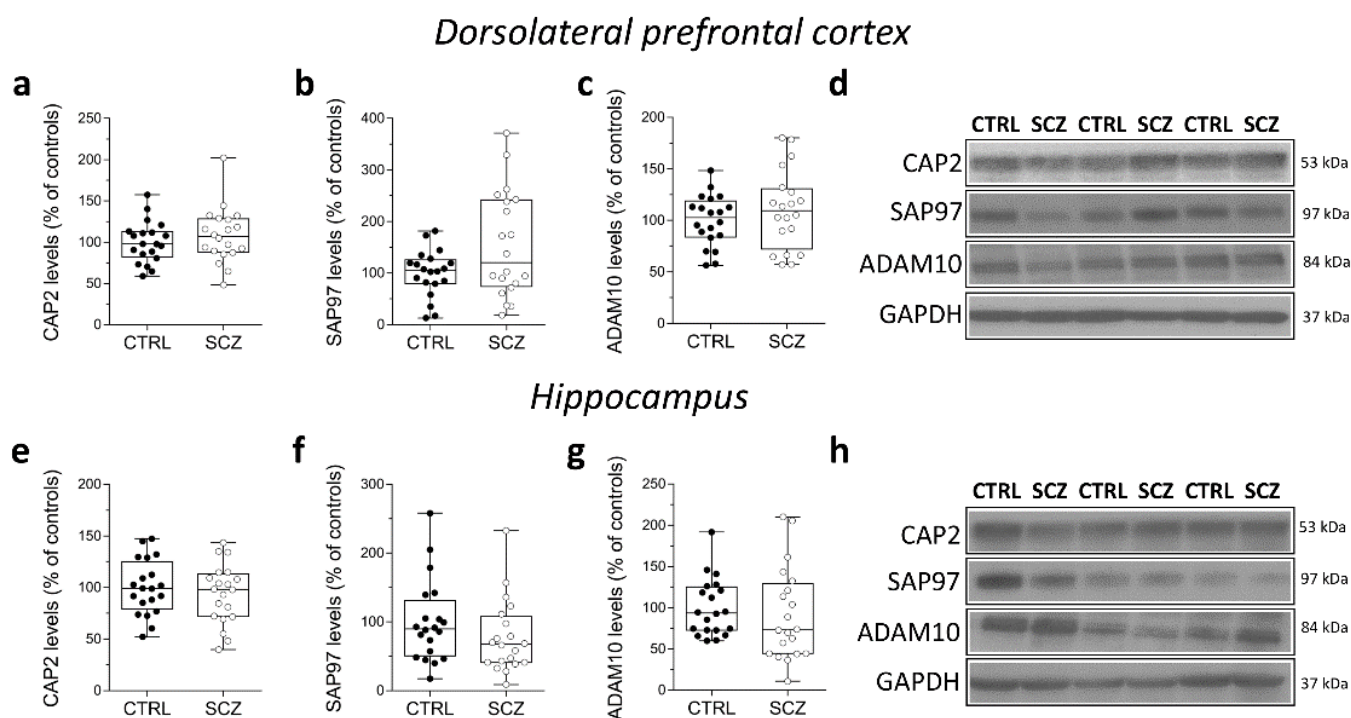 Dorsolateral prefrontal cortex
a
CAP2 levels (% of controls)
250
200
150
100
50
0
CTRL SCZ
b
SAP97 levels (% of controls)
400
300
200
100
0
CTRL SCZ
c
ADAM10 levels (% of controls)
200
150
100
50
0
CTRL SCZ
d
CTRL SCZ CTRL SCZ CTRL SCZ
CAP2 53 kDa
SAP97 97 kDa
ADAM10 84 kDa
GAPDH 37 kDa
Hippocampus
e
CAP2 levels (% of controls)
200
150
100
50
0
CTRL SCZ
f
SAP97 levels (% of controls)
300
200
100
0
CTRL SCZ
g
ADAM10 levels (% of controls)
250
200
150
100
50
0
CTRL SCZ
h
CTRL SCZ CTRL SCZ CTRL SCZ
CAP2 53 kDa
SAP97 97 kDa
ADAM10 84 kDa
GAPDH 37 kDa